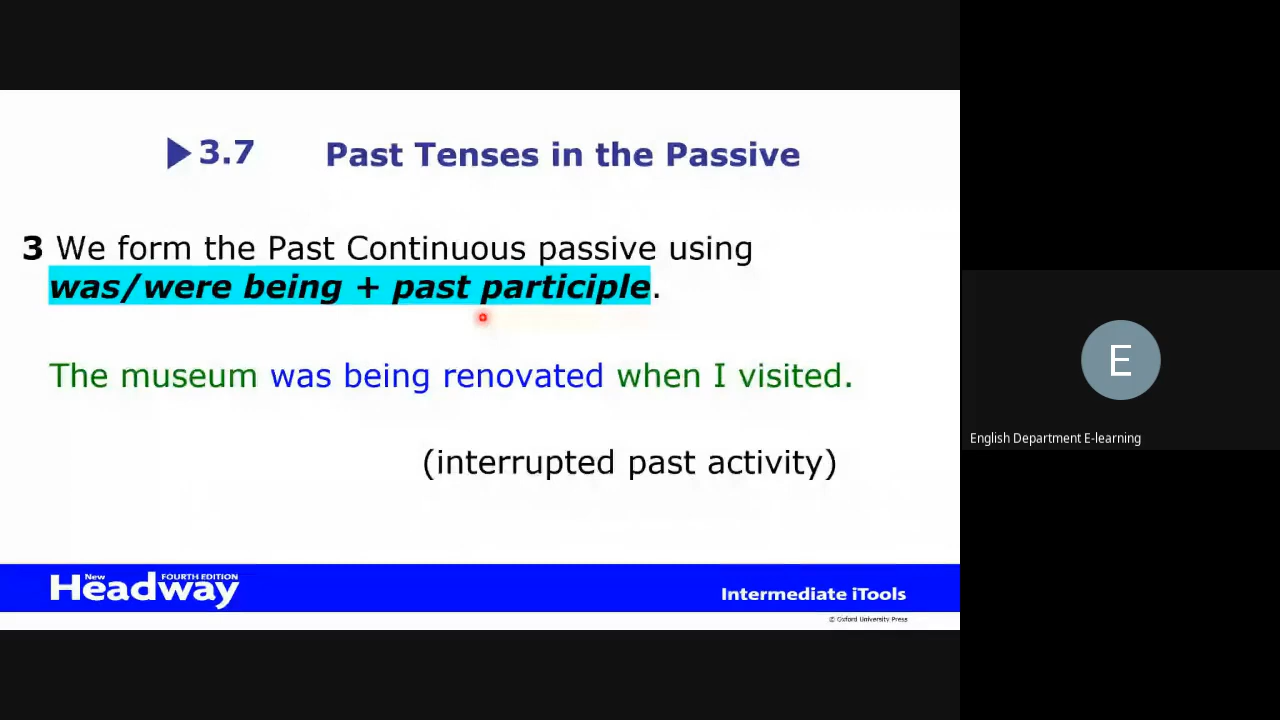 3.7 Past Tenses in the Passive
3 We form the Past Continuous passive using
was/were being + past participle.
The museum was being renovated when I visited.
(interrupted past activity)
New Headway FOURTH EDITION
Intermediate iTools
© Oxford University Press
E
English Department E-learning